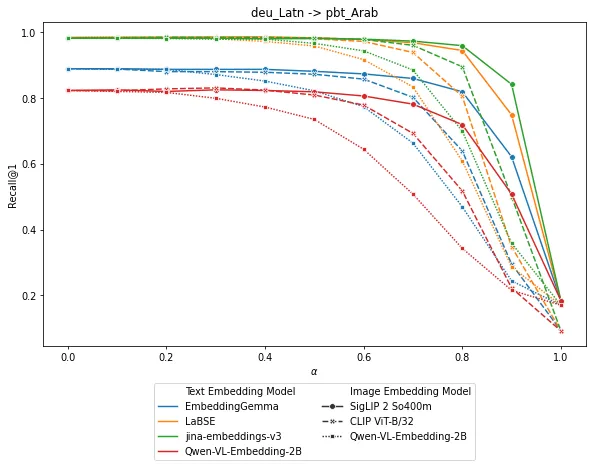 deu_Latn -> pbt_Arab
Recall@1
1.0
0.8
0.6
0.4
0.2
0.0 0.2 0.4 0.6 0.8 1.0
α
Text Embedding Model
EmbeddingGemma
LaBSE
jina-embeddings-v3
Qwen-VL-Embedding-2B
Image Embedding Model
SigLIP 2 So400m
CLIP ViT-B/32
Qwen-VL-Embedding-2B